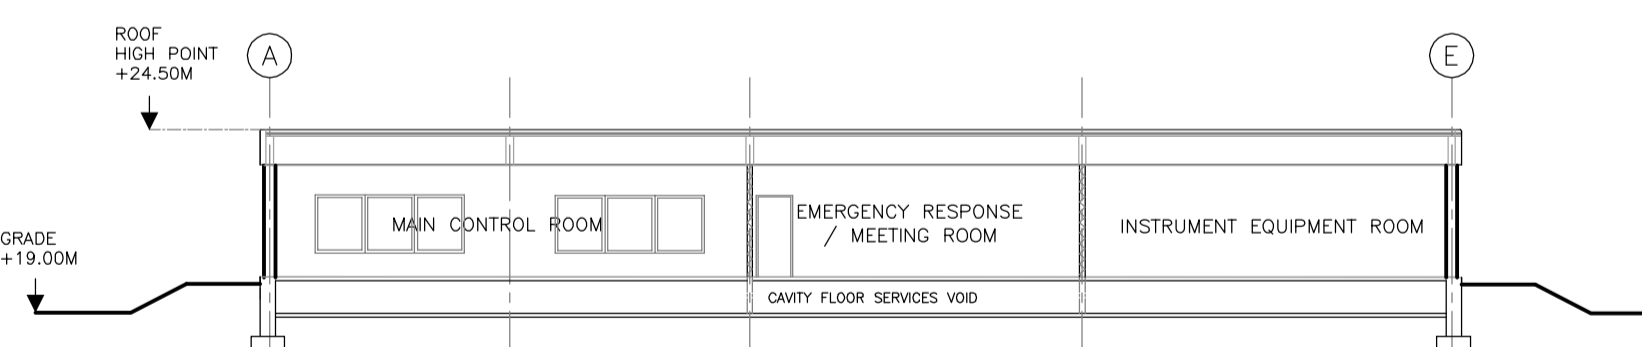 ROOF
HIGH POINT
+24.50M
A
E
GRADE
+19.00M
MAIN CONTROL ROOM
EMERGENCY RESPONSE
/ MEETING ROOM
INSTRUMENT EQUIPMENT ROOM
CAVITY FLOOR SERVICES VOID